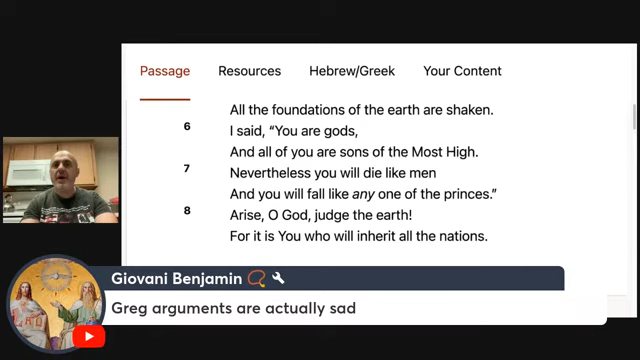 Passage Resources Hebrew/Greek Your Content
All the foundations of the earth are shaken.
6 I said, “You are gods,
And all of you are sons of the Most High.
7 Nevertheless you will die like men
And you will fall like any one of the princes.”
8 Arise, O God, judge the earth!
For it is You who will inherit all the nations.
Giovani Benjamin
Greg arguments are actually sad